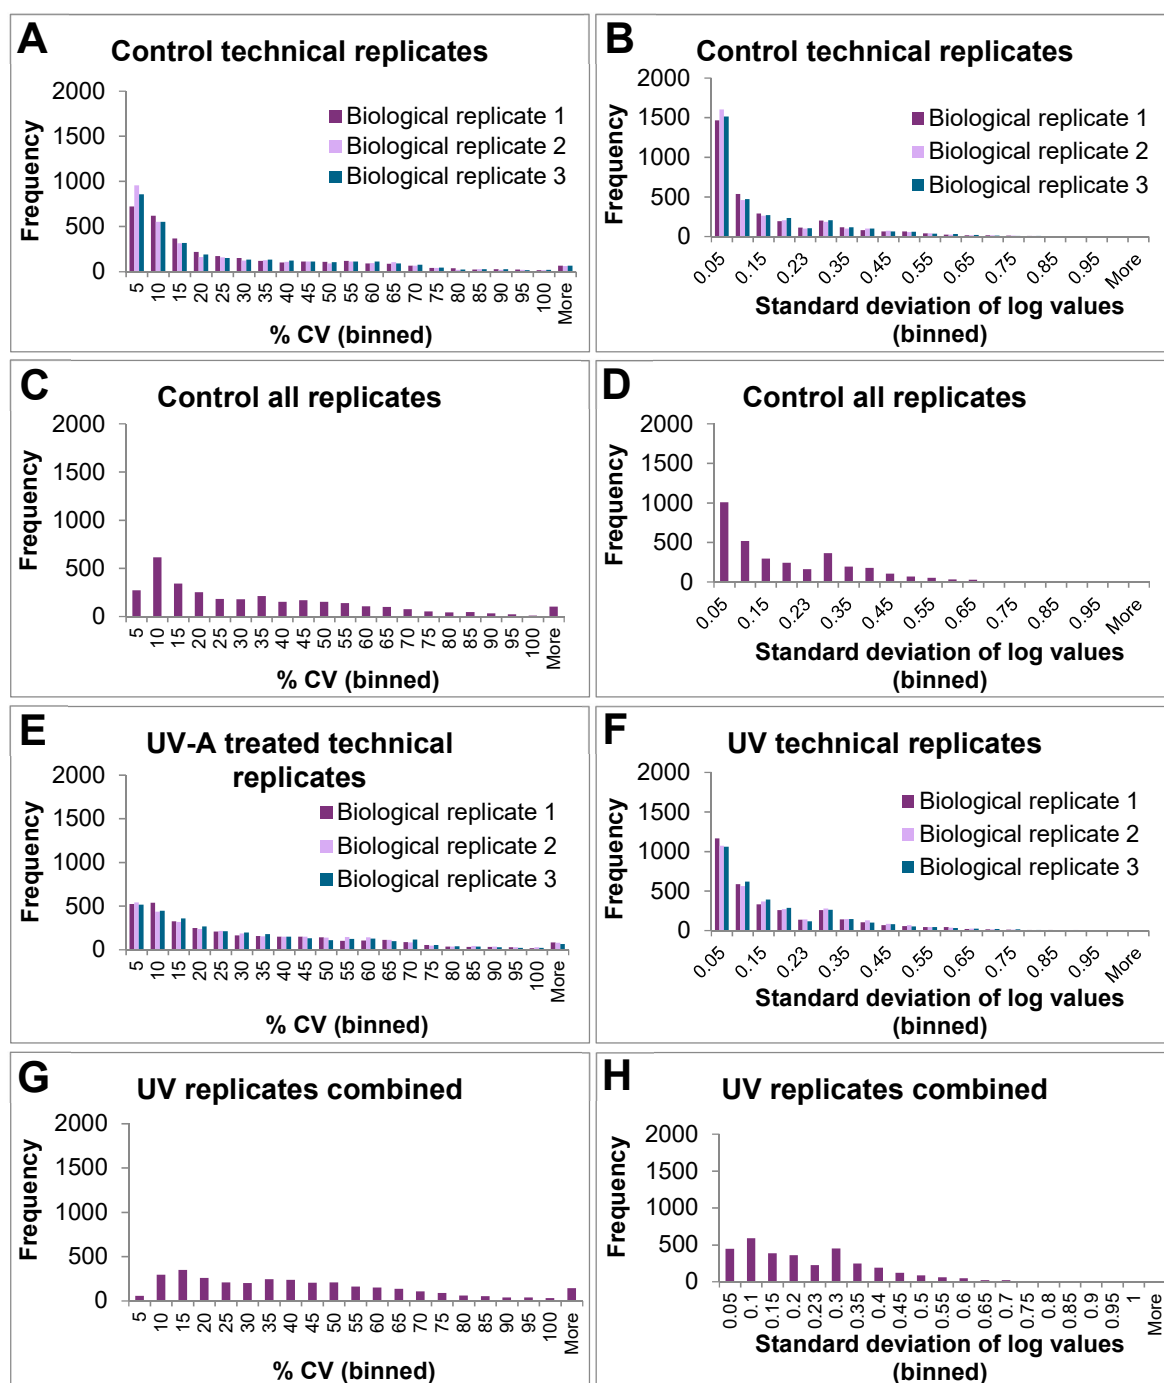 A
Control technical replicates
2000
1500
1000
500
0
Frequency
Biological replicate 1
Biological replicate 2
Biological replicate 3
5 10 15 20 25 30 35 40 45 50 55 60 65 70 75 80 85 90 95 100 More
% CV (binned)
B
Control technical replicates
2000
1500
1000
500
0
Frequency
Biological replicate 1
Biological replicate 2
Biological replicate 3
0.05 0.15 0.23 0.35 0.45 0.55 0.65 0.75 0.85 0.95 More
Standard deviation of log values
(binned)
C
Control all replicates
2000
1500
1000
500
0
Frequency
5 10 15 20 25 30 35 40 45 50 55 60 65 70 75 80 85 90 95 100 More
% CV (binned)
D
Control all replicates
2000
1500
1000
500
0
Frequency
0.05 0.15 0.23 0.35 0.45 0.55 0.65 0.75 0.85 0.95 More
Standard deviation of log values
(binned)
E
UV-A treated technical
replicates
2000
1500
1000
500
0
Frequency
Biological replicate 1
Biological replicate 2
Biological replicate 3
5 10 15 20 25 30 35 40 45 50 55 60 65 70 75 80 85 90 95 100 More
% CV (binned)
F
UV technical replicates
2000
1500
1000
500
0
Frequency
Biological replicate 1
Biological replicate 2
Biological replicate 3
0.05 0.15 0.23 0.35 0.45 0.55 0.65 0.75 0.85 0.95 More
Standard deviation of log values
(binned)
G
UV replicates combined
2000
1500
1000
500
0
Frequency
5 10 15 20 25 30 35 40 45 50 55 60 65 70 75 80 85 90 95 100 More
% CV (binned)
H
UV replicates combined
2000
1500
1000
500
0
Frequency
0.05 0.1 0.15 0.2 0.23 0.3 0.35 0.4 0.45 0.5 0.55 0.6 0.65 0.7 0.75 0.8 0.85 0.9 0.95 1 More
Standard deviation of log values
(binned)